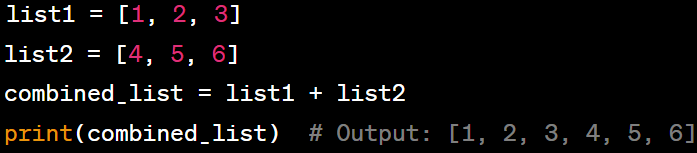 list1 = [1, 2, 3]
list2 = [4, 5, 6]
combined_list = list1 + list2
print(combined_list)  # Output: [1, 2, 3, 4, 5, 6]